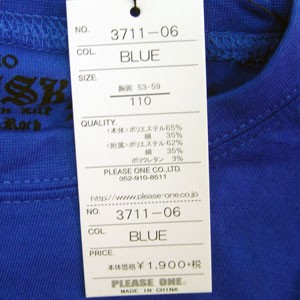 NO. 3711-06
COL. BLUE
SIZE.
胸囲 53-59
110
QUALITY.
(本体) ポリエステル65%
綿 35%
(附属) ポリエステル62%
綿 35%
ポリウレタン 3%
PLEASE ONE CO.,LTD.
052-910-8511
http://www.please-one.co.jp
NO. 3711-06
COL. BLUE
PRICE.
本体価格 ¥1,900+税
PLEASE ONE.
MADE IN CHINA
Rock